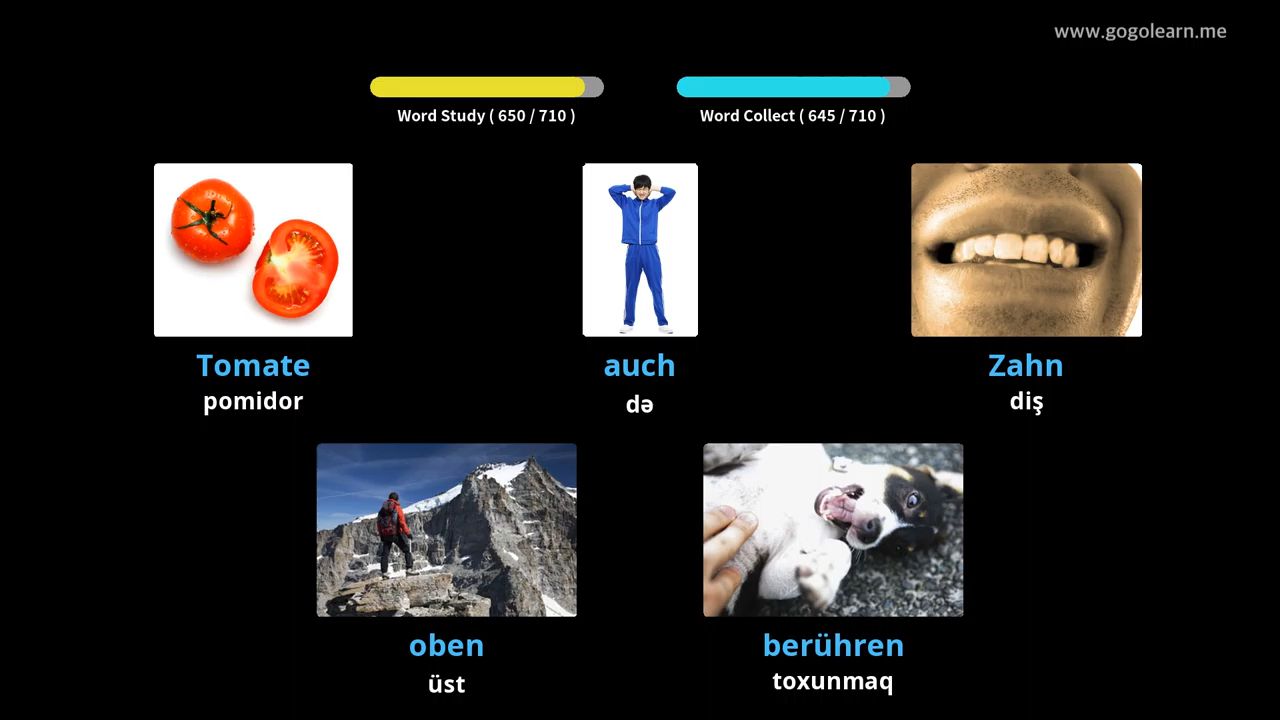 www.gogolearn.me
Word Study ( 650 / 710 )
Word Collect ( 645 / 710 )
Tomate
pomidor
auch
də
Zahn
diş
oben
üst
berühren
toxunmaq